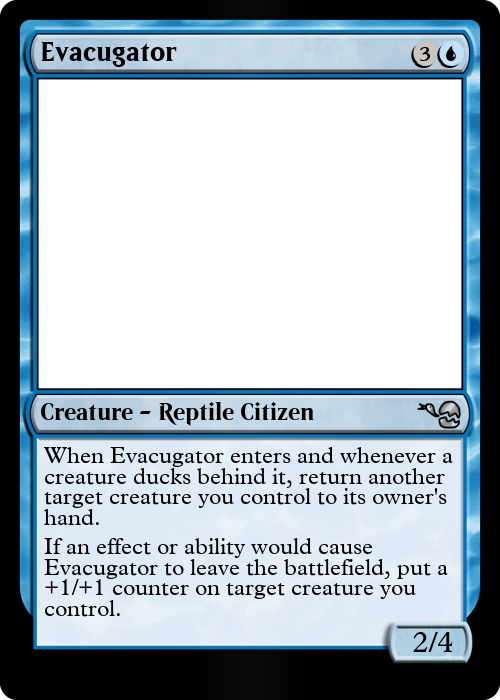 Evacugator 3
Creature – Reptile Citizen
When Evacugator enters and whenever a
creature ducks behind it, return another
target creature you control to its owner's
hand.
If an effect or ability would cause
Evacugator to leave the battlefield, put a
+1/+1 counter on target creature you
control.
2/4